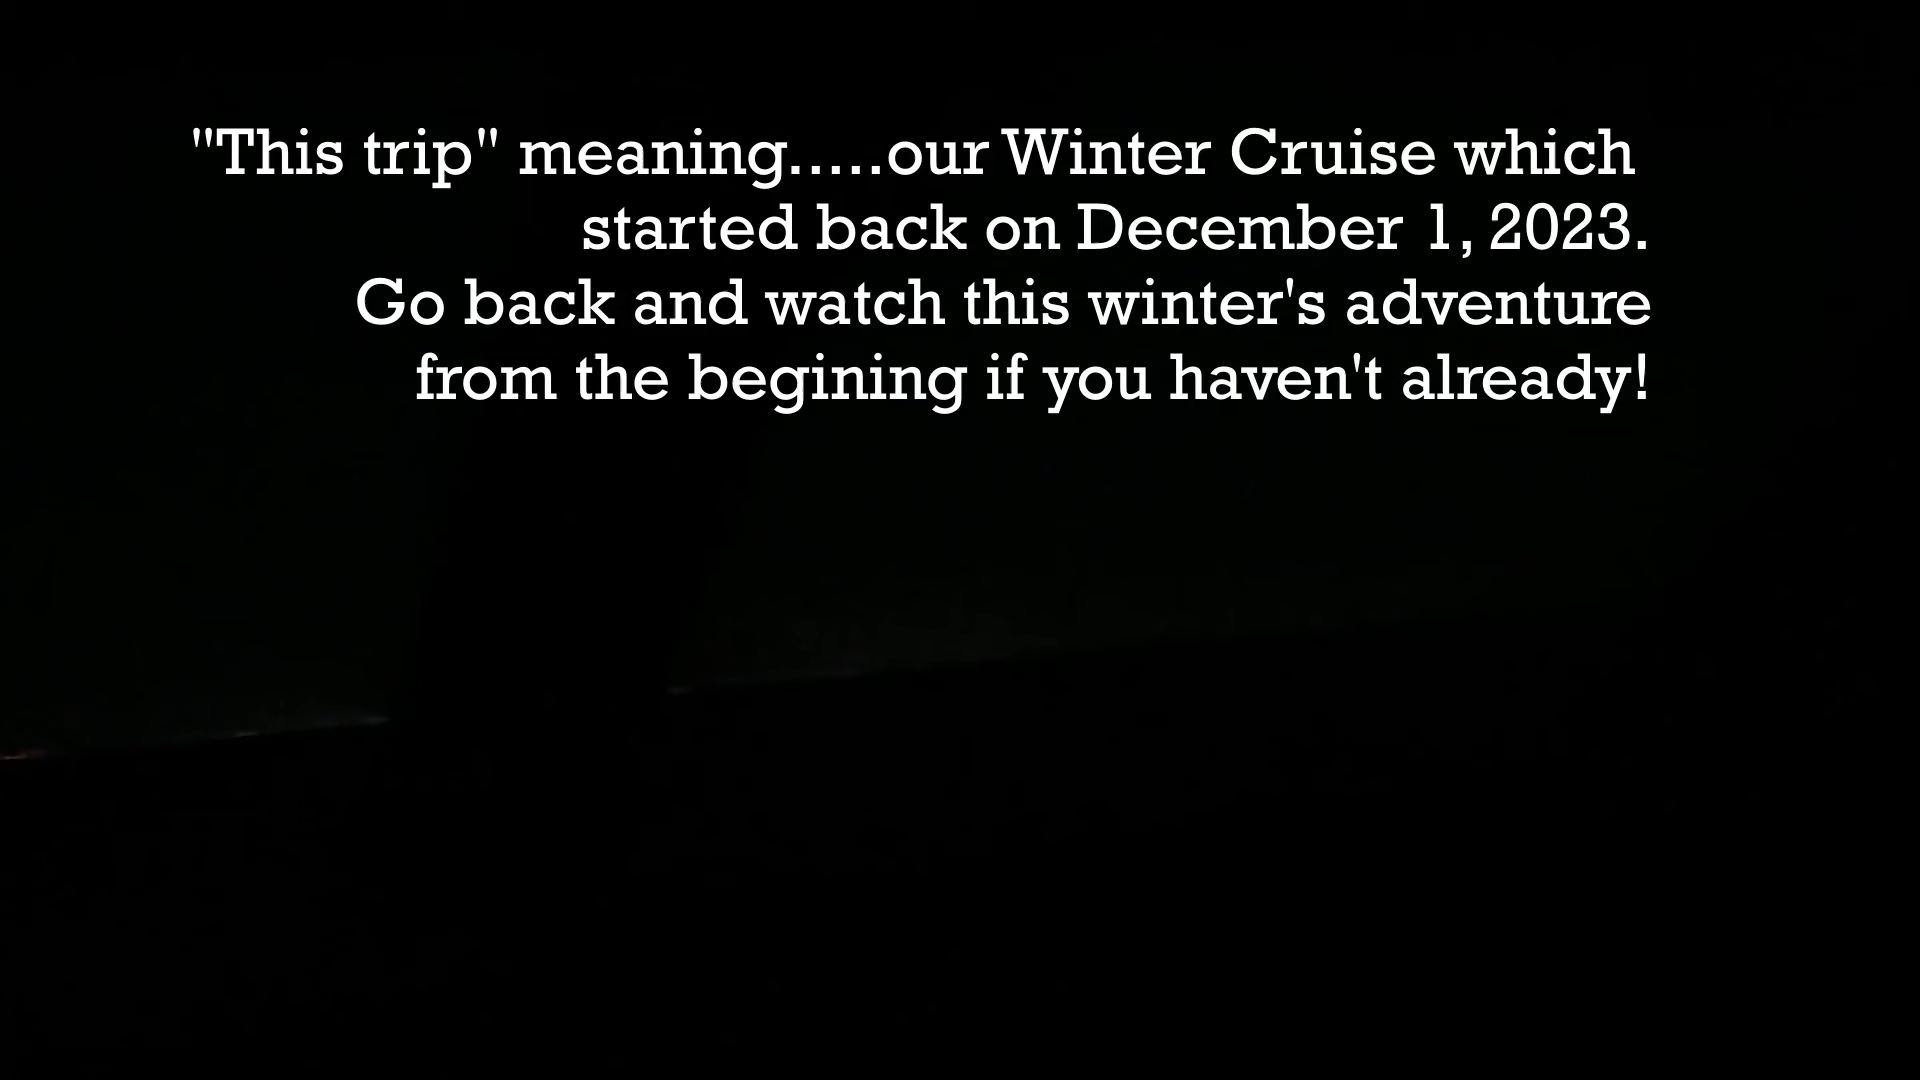 "This trip" meaning.....our Winter Cruise which
started back on December 1, 2023.
Go back and watch this winter's adventure
from the begining if you haven't already!